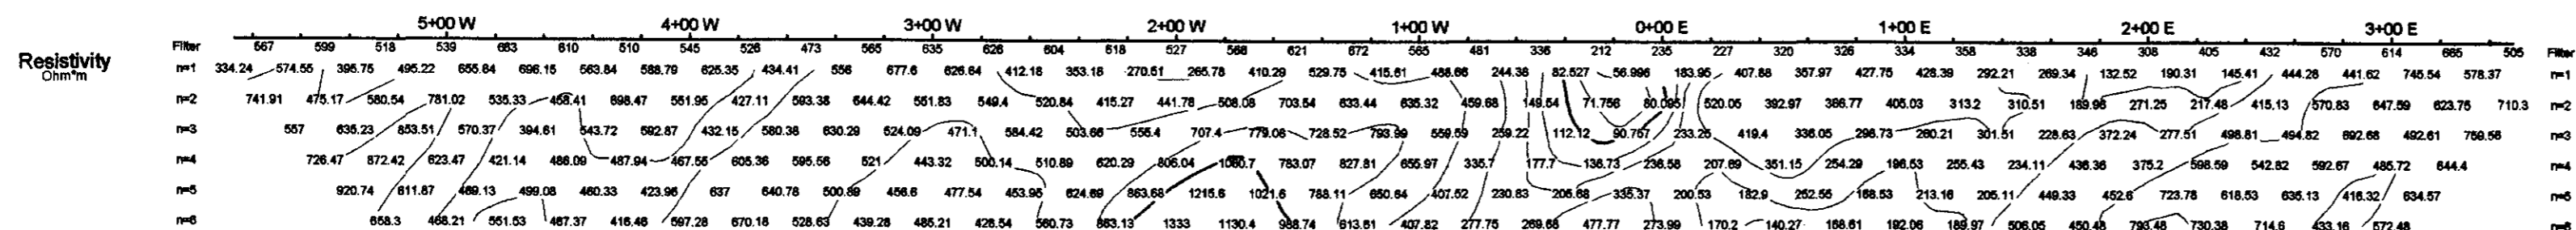 5+00 W 4+00 W 3+00 W 2+00 W 1+00 W 0+00 E 1+00 E 2+00 E 3+00 E
Filter 567 599 518 539 683 610 510 545 526 473 565 635 626 604 618 527 568 621 672 565 481 336 212 235 227 320 326 334 358 338 346 308 405 432 570 614 665 505 Filter
Resistivity
Ohm*m
n=1 334.24 574.55 395.75 495.22 655.84 696.15 563.84 588.79 625.35 434.41 556 677.6 626.64 412.18 353.18 270.51 265.78 410.29 529.75 415.61 488.66 244.36 82.527 56.996 183.95 407.88 357.97 427.75 428.39 292.21 269.34 132.52 190.31 145.41 444.28 441.62 745.54 578.37 n=1
n=2 741.91 475.17 580.54 781.02 535.33 458.41 698.47 551.95 427.11 593.38 644.42 551.83 549.4 520.84 415.27 441.78 508.08 703.54 633.44 635.32 459.68 149.54 71.756 80.095 520.05 392.97 386.77 405.03 313.2 310.51 189.96 271.25 217.48 415.13 570.83 647.59 623.75 710.3 n=2
n=3 557 635.23 853.51 570.37 394.61 543.72 592.87 432.15 580.38 630.29 524.09 471.1 584.42 503.66 556.4 707.4 779.06 728.52 793.99 559.59 259.22 112.12 90.757 233.25 419.4 336.05 296.73 260.21 301.51 228.63 372.24 277.51 498.81 494.82 692.68 492.61 759.56 n=3
n=4 726.47 872.42 623.47 421.14 486.09 487.94 467.55 605.36 595.56 521 443.32 500.14 510.89 620.29 806.04 1060.7 783.07 827.81 655.97 335.7 177.7 136.73 236.58 207.69 351.15 254.29 196.53 255.43 234.11 436.36 375.2 598.59 542.82 592.67 485.72 644.4 n=4
n=5 920.74 611.87 469.13 499.08 460.33 423.96 637 640.78 500.89 456.6 477.54 453.95 624.69 863.68 1215.6 1021.6 788.11 650.64 407.52 230.83 205.68 335.37 200.53 182.9 252.55 168.53 213.16 205.11 449.33 452.6 723.78 618.53 635.13 416.32 634.57 n=5
n=6 658.3 468.21 551.53 467.37 416.46 597.28 670.18 528.63 439.28 485.21 426.54 560.73 863.13 1333 1130.4 988.74 613.61 407.82 277.75 269.68 477.77 273.99 170.2 140.27 168.61 192.06 189.97 506.05 450.48 793.48 730.38 714.6 433.16 572.48 n=6